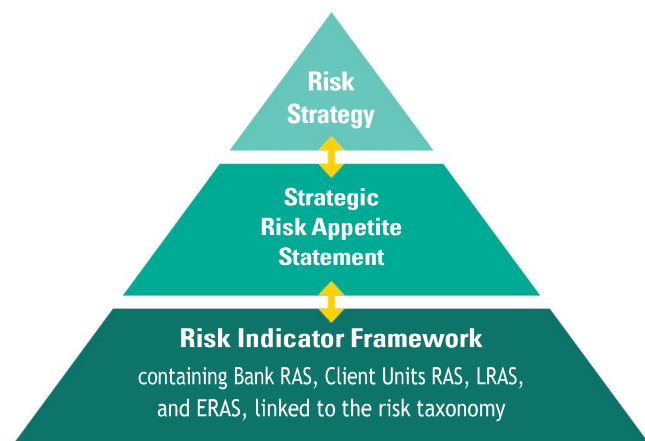 Risk
Strategy
Strategic
Risk Appetite
Statement
Risk Indicator Framework
containing Bank RAS, Client Units RAS, LRAS,
and ERAS, linked to the risk taxonomy